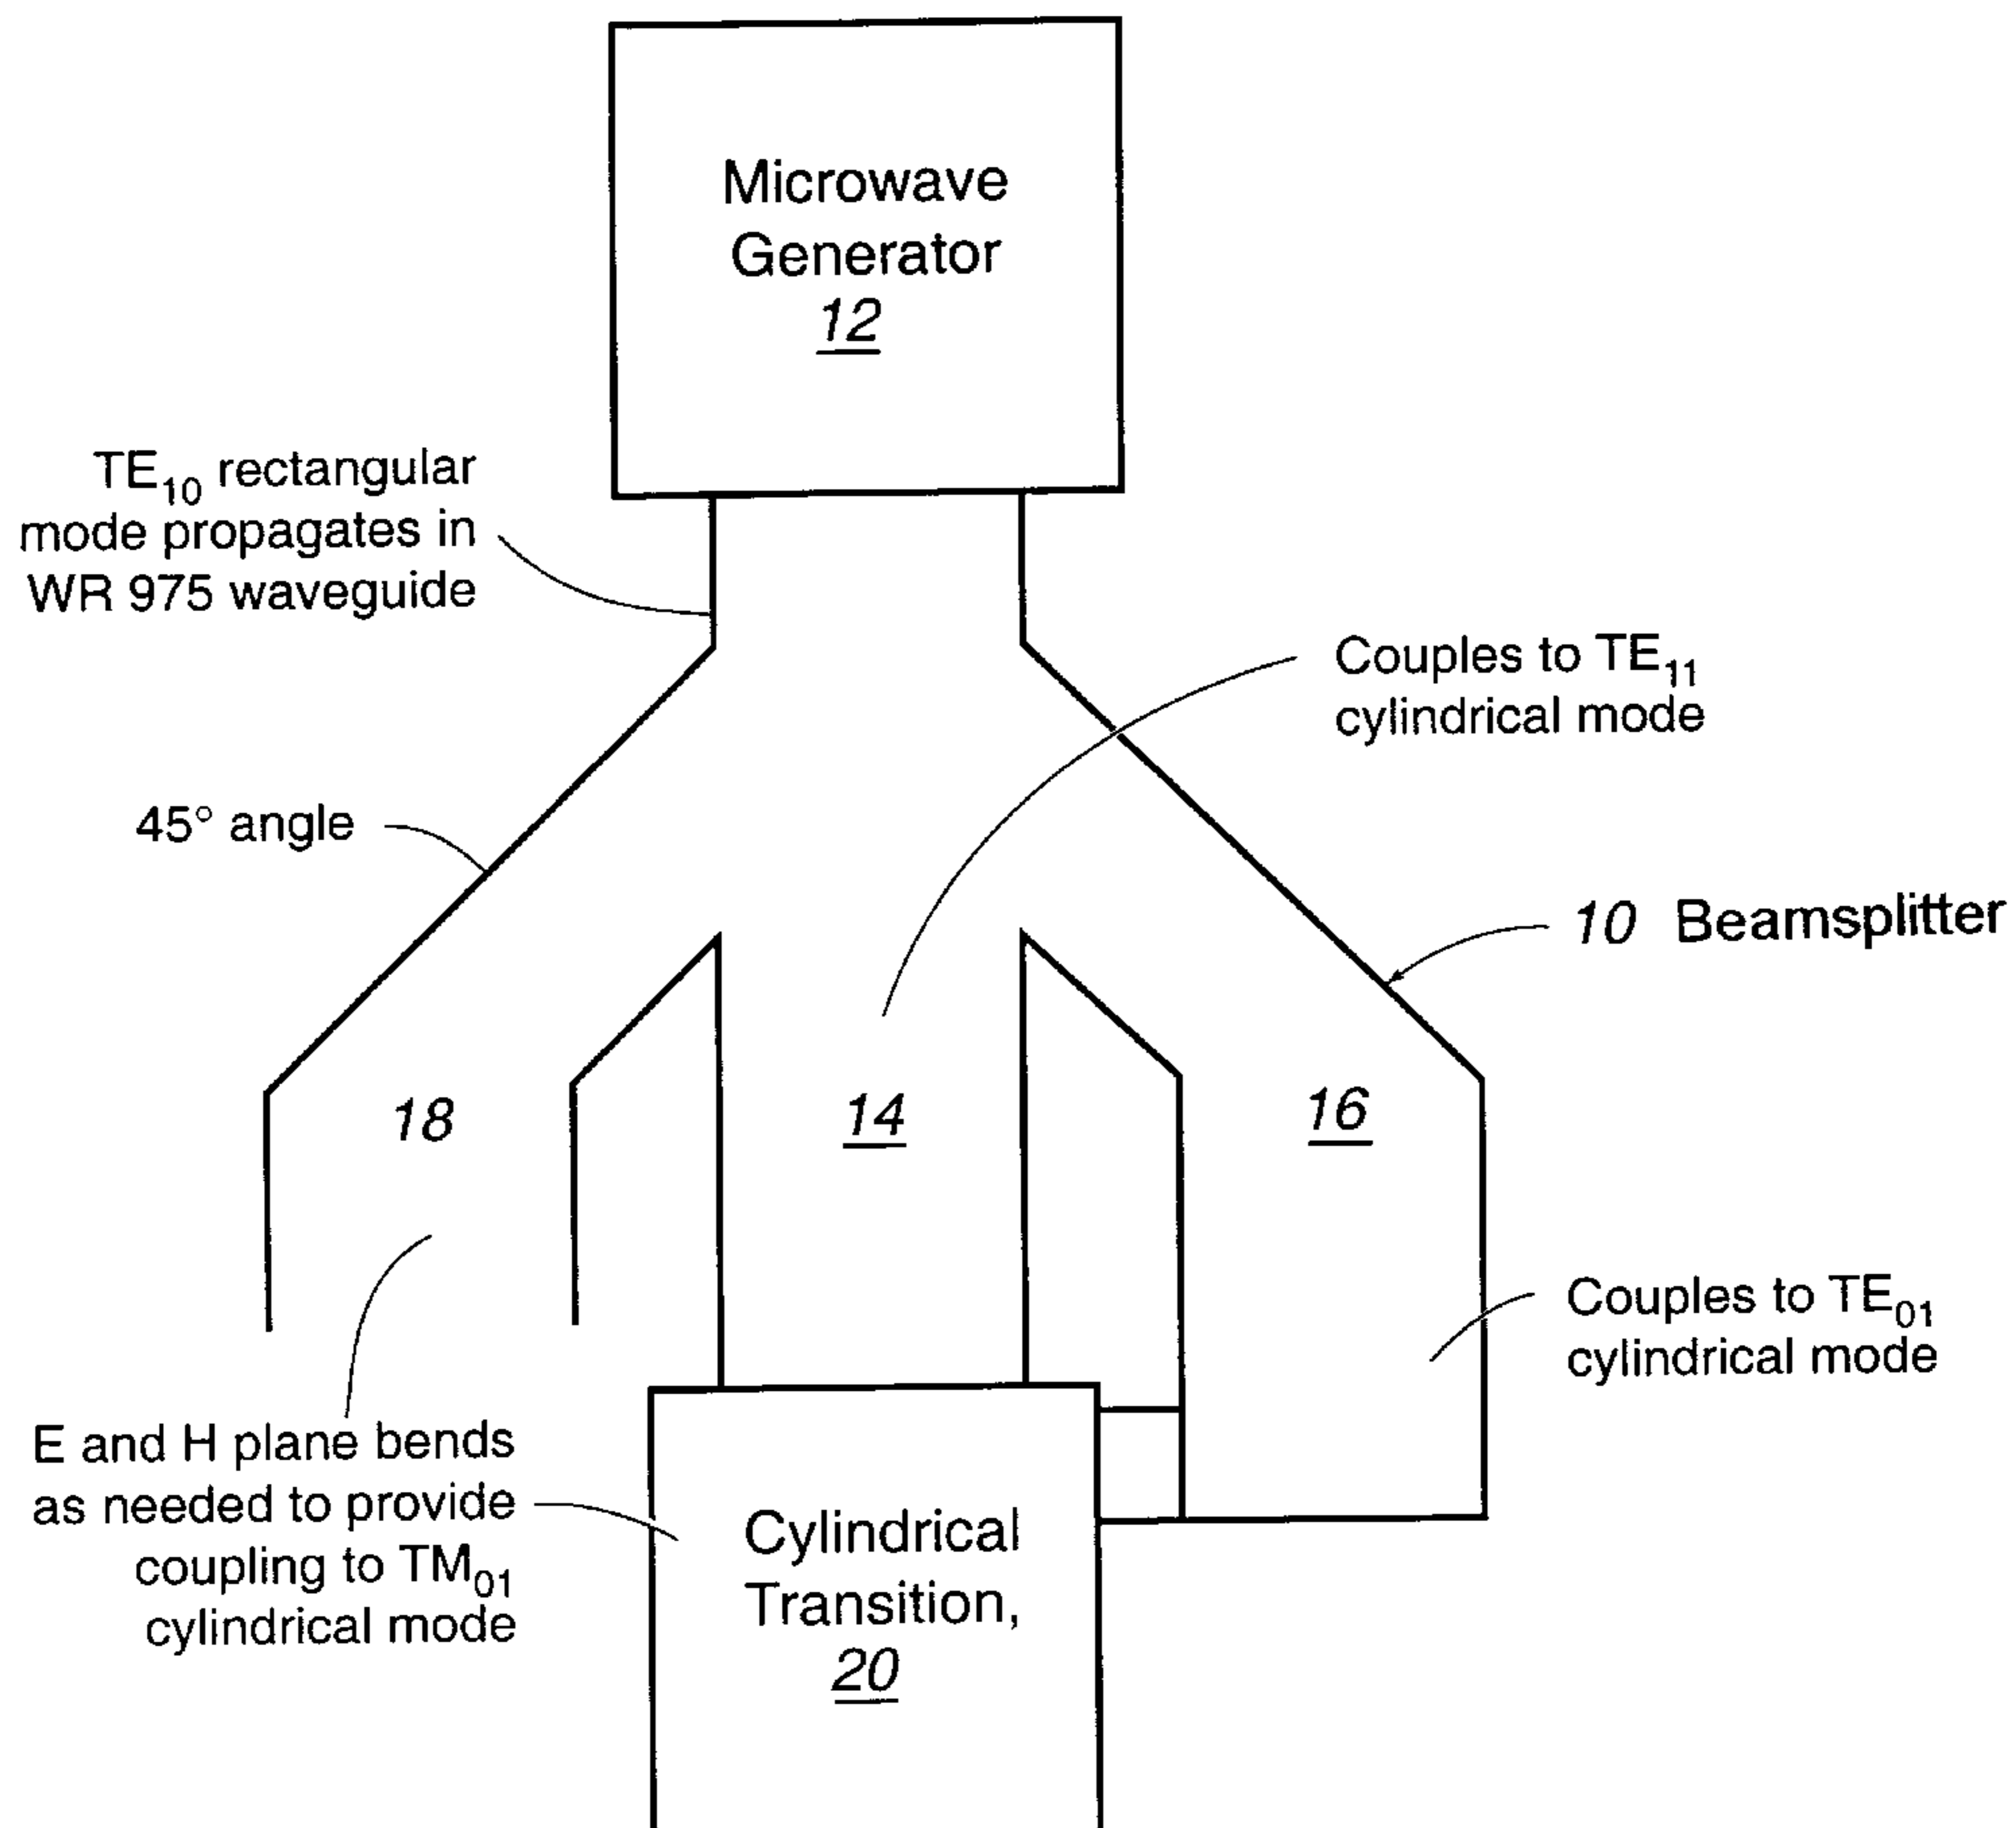 Microwave
Generator
12
TE₁₀ rectangular
mode propagates in
WR 975 waveguide
Couples to TE₁₁
cylindrical mode
45° angle
10 Beamsplitter
18
14
16
Couples to TE₀₁
cylindrical mode
E and H plane bends
as needed to provide
coupling to TM₀₁
cylindrical mode
Cylindrical
Transition,
20